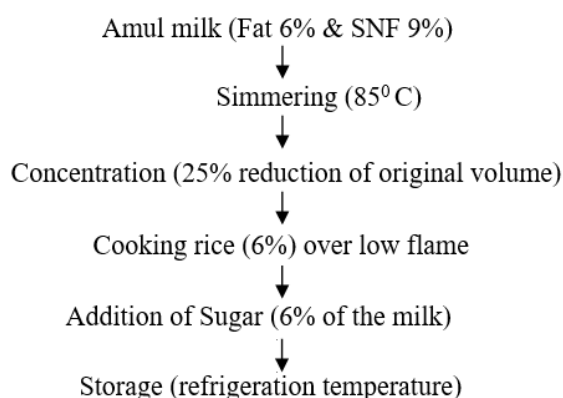 Amul milk (Fat 6% & SNF 9%)
Simmering (85⁰ C)
Concentration (25% reduction of original volume)
Cooking rice (6%) over low flame
Addition of Sugar (6% of the milk)
Storage (refrigeration temperature)